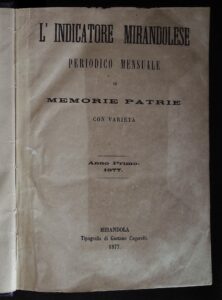 L' INDICATORE MIRANDOLESE
PERIODICO MENSUALE
DI
MEMORIE PATRIE
CON VARIETÀ
Anno Primo.
1877.
MIRANDOLA
Tipografia di Gaetano Cagarelli
1877.